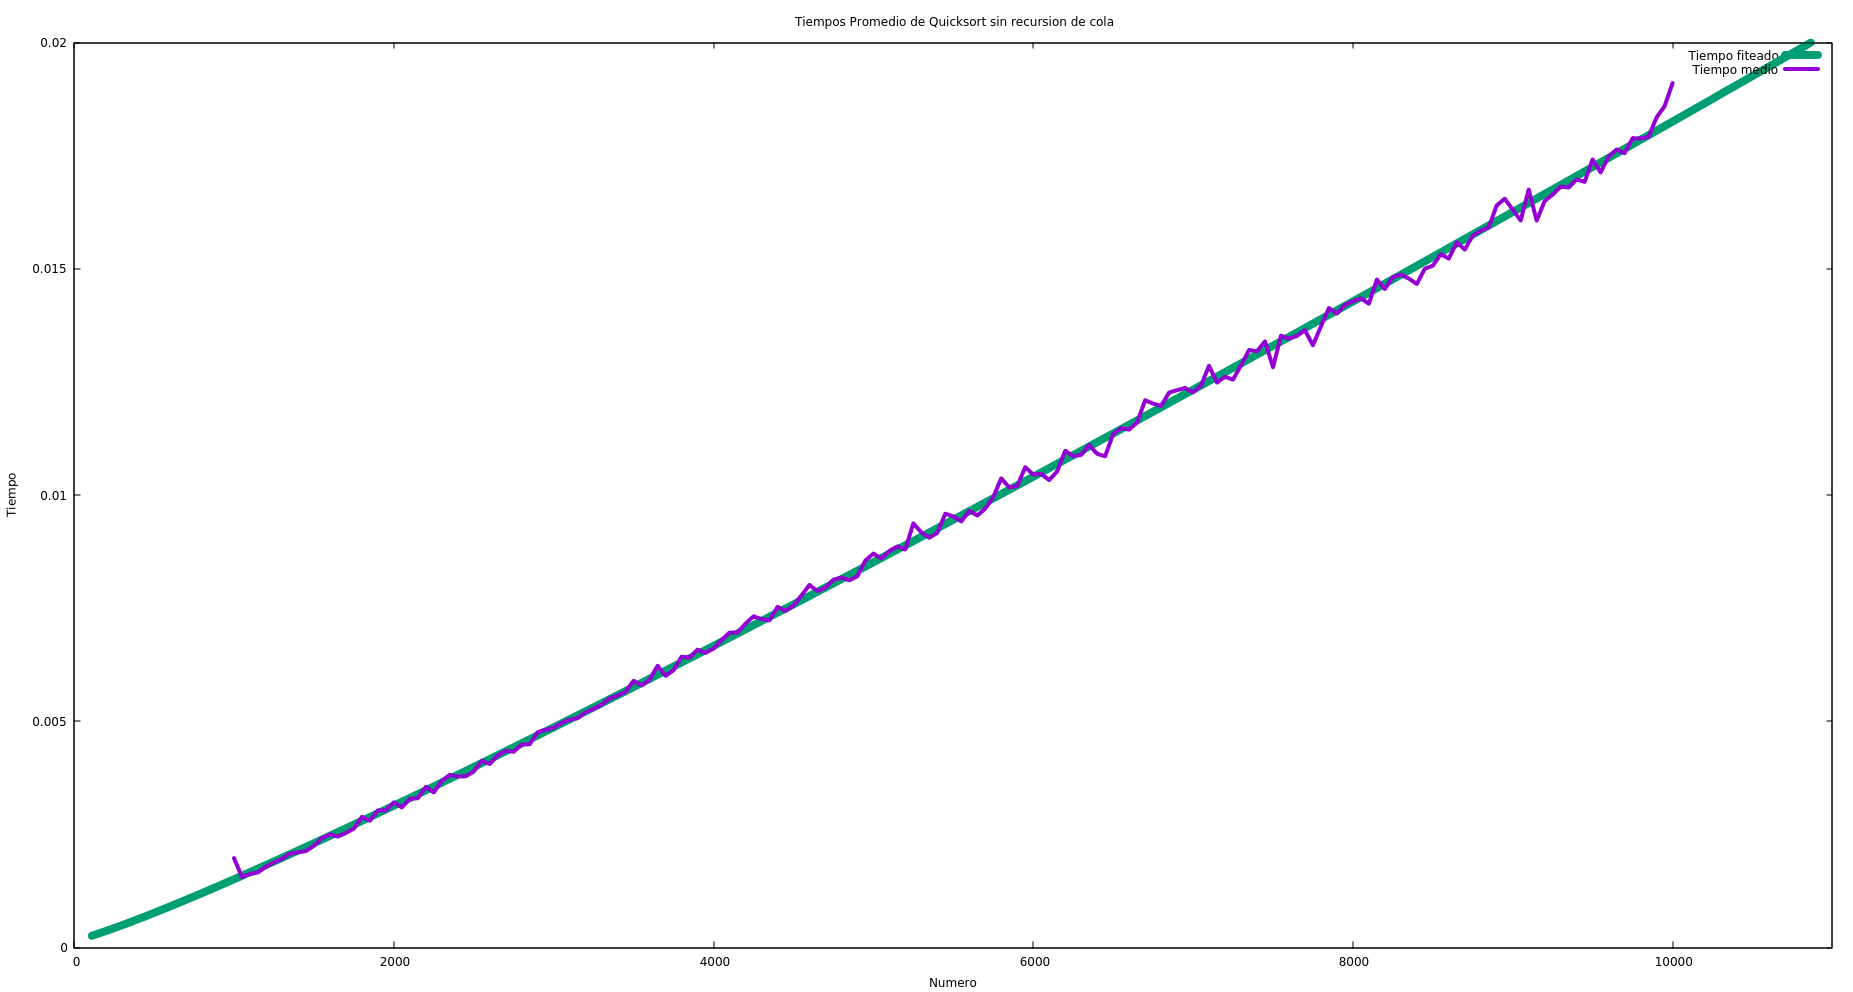 Tiempos Promedio de Quicksort sin recursion de cola
0.02
Tiempo fiteado
Tiempo medio
0.015
0.01
Tiempo
0.005
0
0 2000 4000 6000 8000 10000
Numero